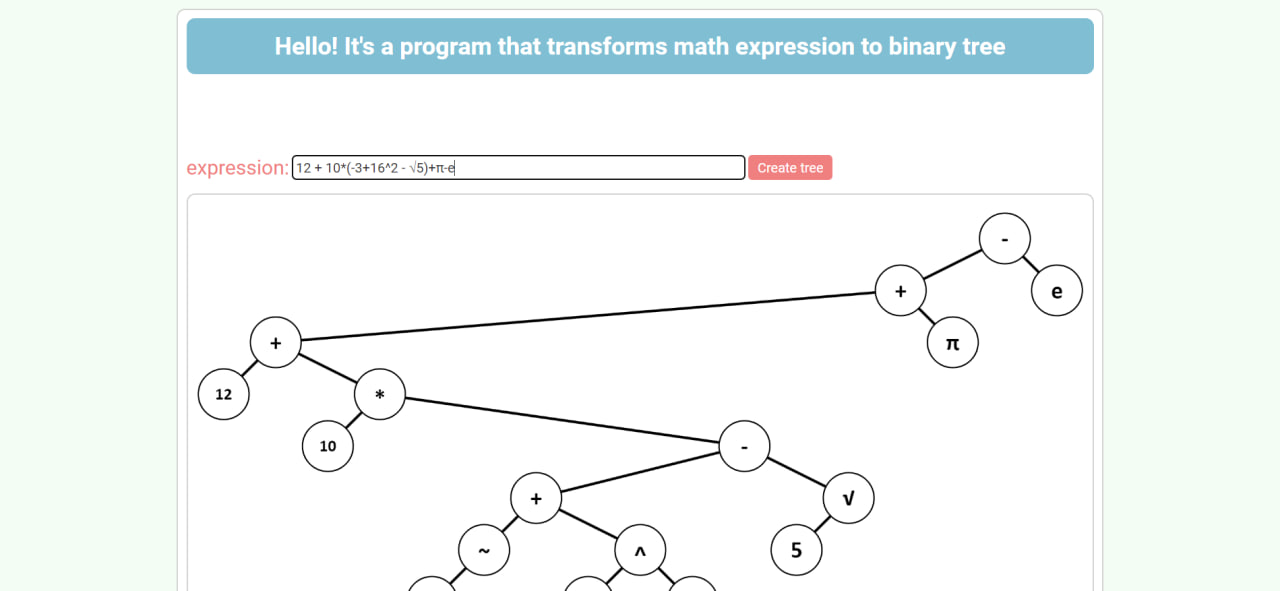 Hello! It's a program that transforms math expression to binary tree
expression: 12 + 10*(-3+16^2 - √5)+π-e Create tree
-
+ e
+ π
12 *
10 -
+ √
~ ^ 5